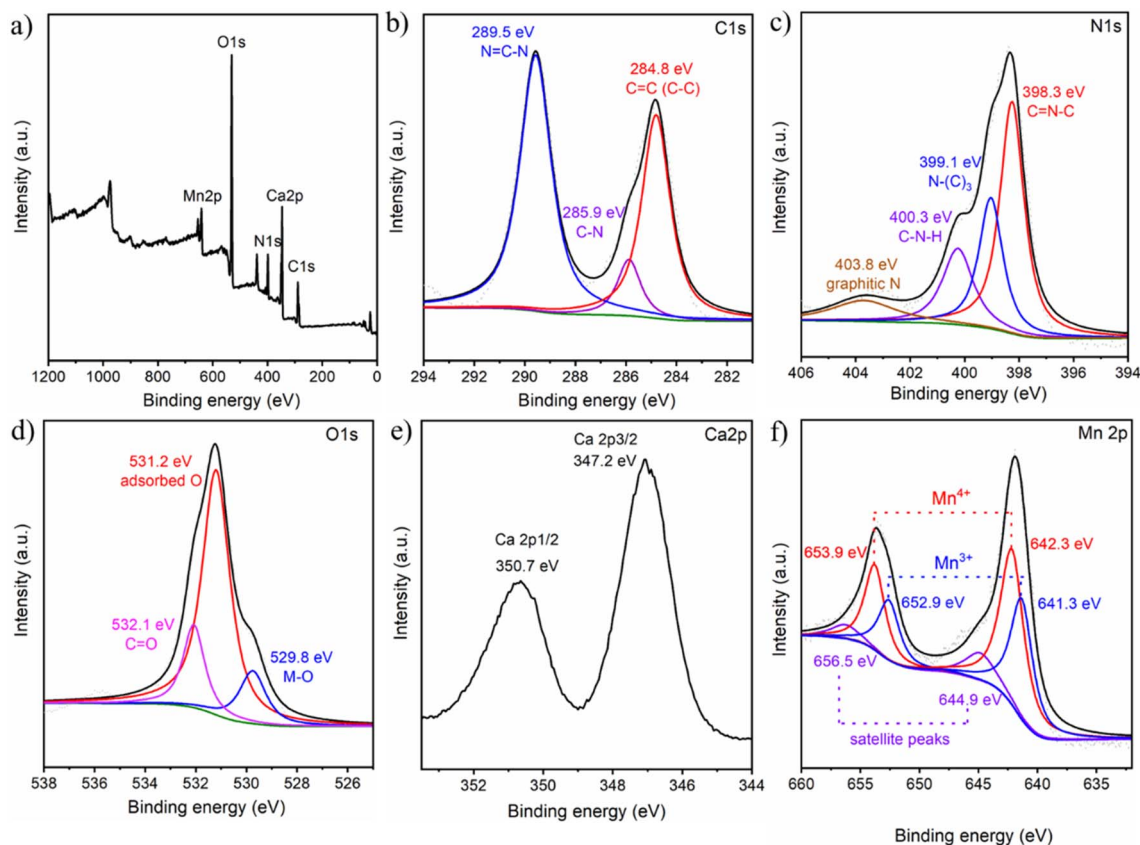 a)
O1s
Mn2p
Ca2p
N1s
C1s
Intensity (a.u.)
1200 1000 800 600 400 200 0
Binding energy (eV)
b)
C1s
289.5 eV
N=C-N
284.8 eV
C=C (C-C)
285.9 eV
C-N
Intensity (a.u.)
294 292 290 288 286 284 282
Binding energy (eV)
c)
N1s
398.3 eV
C=N-C
399.1 eV
N-(C)3
400.3 eV
C-N-H
403.8 eV
graphitic N
Intensity (a.u.)
406 404 402 400 398 396 394
Binding energy (eV)
d)
O1s
531.2 eV
adsorbed O
532.1 eV
C=O
529.8 eV
M-O
Intensity (a.u.)
538 536 534 532 530 528 526
Binding energy (eV)
e)
Ca2p
Ca 2p3/2
347.2 eV
Ca 2p1/2
350.7 eV
Intensity (a.u.)
352 350 348 346 344
Binding energy (eV)
f)
Mn 2p
Mn4+
653.9 eV
642.3 eV
Mn3+
652.9 eV
641.3 eV
656.5 eV
644.9 eV
satellite peaks
Intensity (a.u.)
660 655 650 645 640 635
Binding energy (eV)